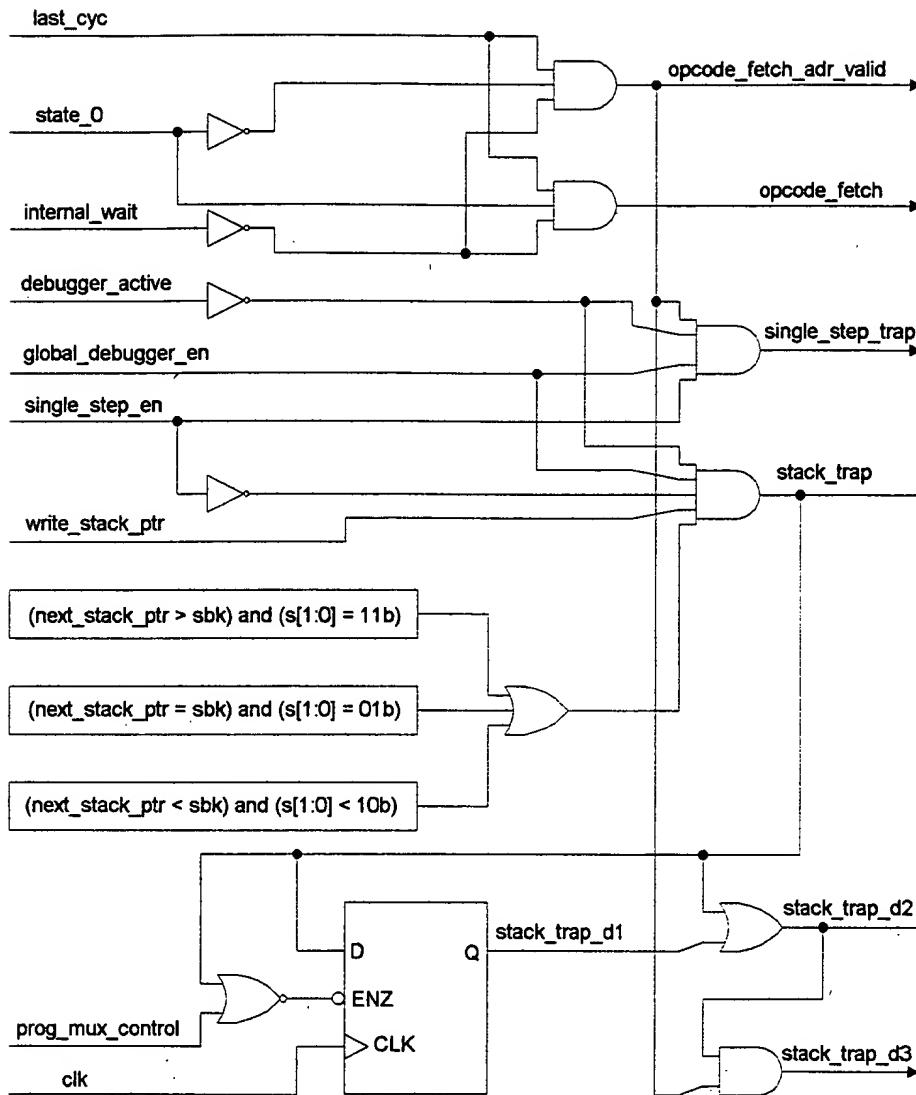 last_cyc
opcode_fetch_adr_valid
state_0
opcode_fetch
internal_wait
debugger_active
single_step_trap
global_debugger_en
single_step_en
stack_trap
write_stack_ptr
(next_stack_ptr > sbk) and (s[1:0] = 11b)
(next_stack_ptr = sbk) and (s[1:0] = 01b)
(next_stack_ptr < sbk) and (s[1:0] < 10b)
stack_trap_d2
stack_trap_d1
D
Q
ENZ
prog_mux_control
CLK
stack_trap_d3
clk